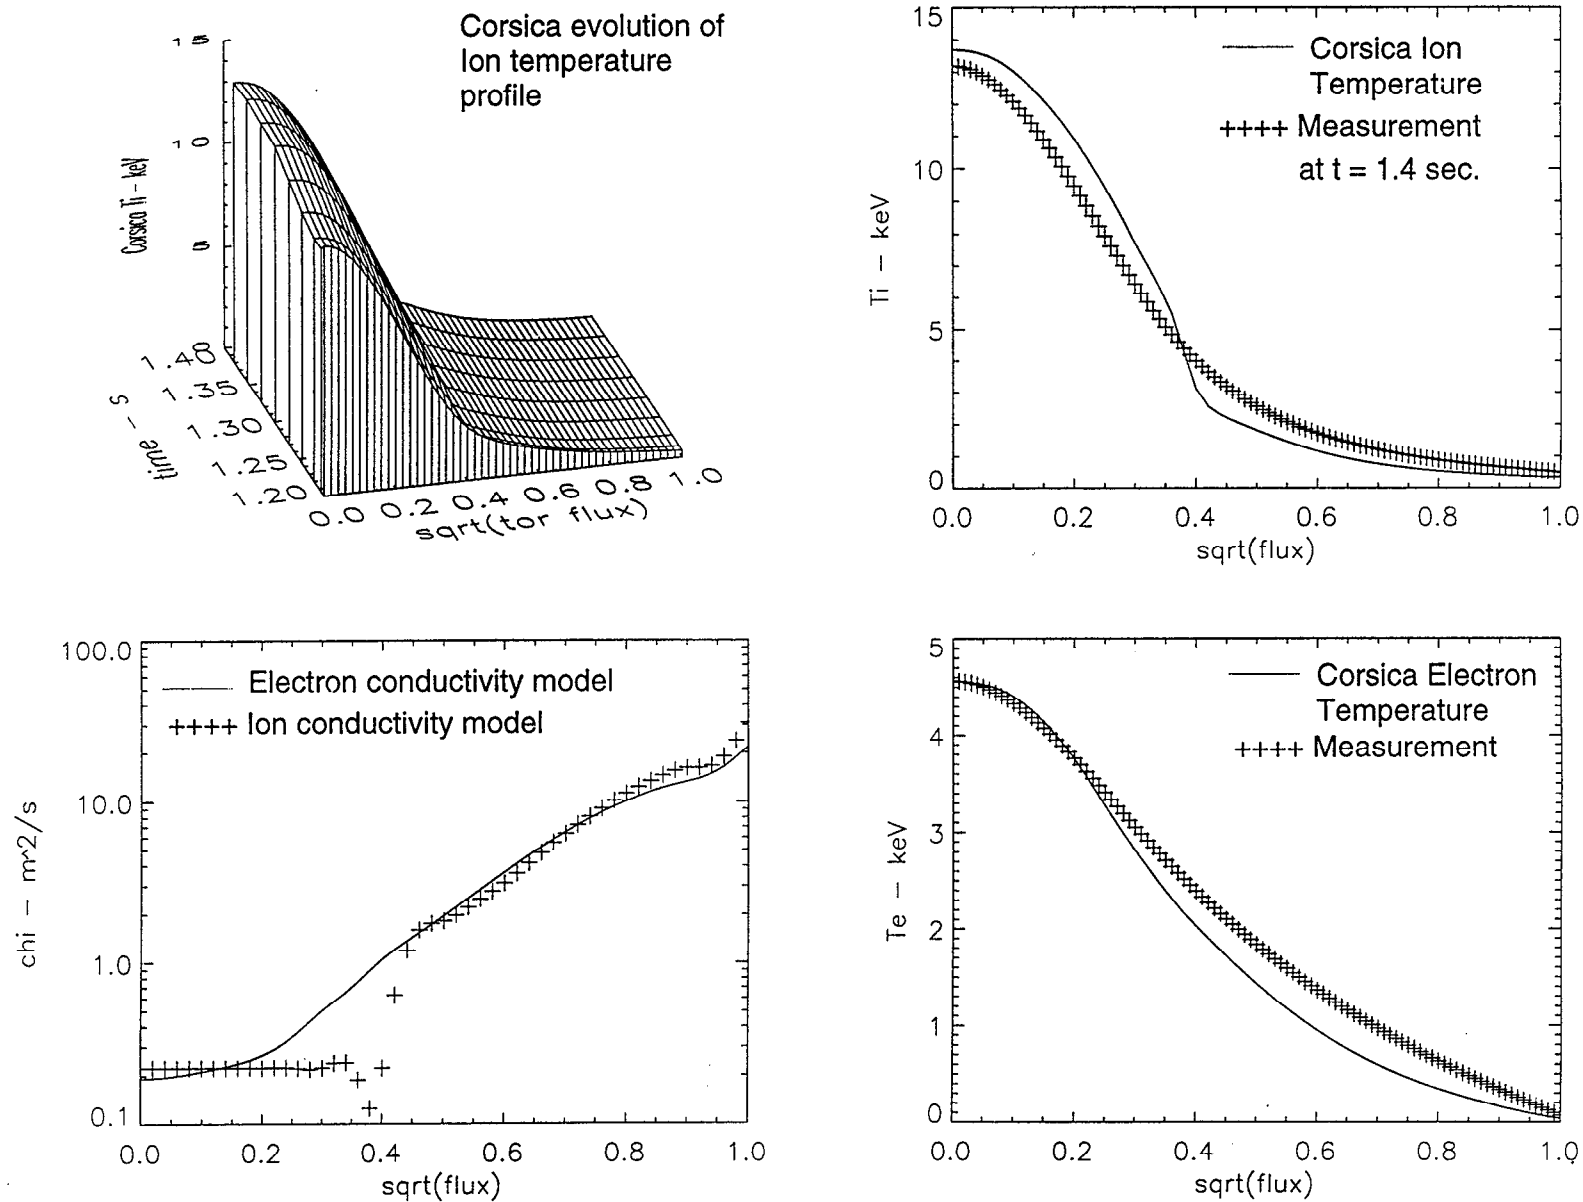 Corsica evolution of
Ion temperature
profile
15
10
5
Corsica Ti - keV
1.40
1.35
1.30
1.25
1.20
time - s
0.0 0.2 0.4 0.6 0.8 1.0
sqrt(tor flux)
15
10
5
0
Ti - keV
Corsica Ion
Temperature
++++ Measurement
at t = 1.4 sec.
0.0 0.2 0.4 0.6 0.8 1.0
sqrt(flux)
100.0
10.0
1.0
0.1
chi - m^2/s
Electron conductivity model
++++ Ion conductivity model
0.0 0.2 0.4 0.6 0.8 1.0
sqrt(flux)
5
4
3
2
1
0
Te - keV
Corsica Electron
Temperature
++++ Measurement
0.0 0.2 0.4 0.6 0.8 1.0
sqrt(flux)